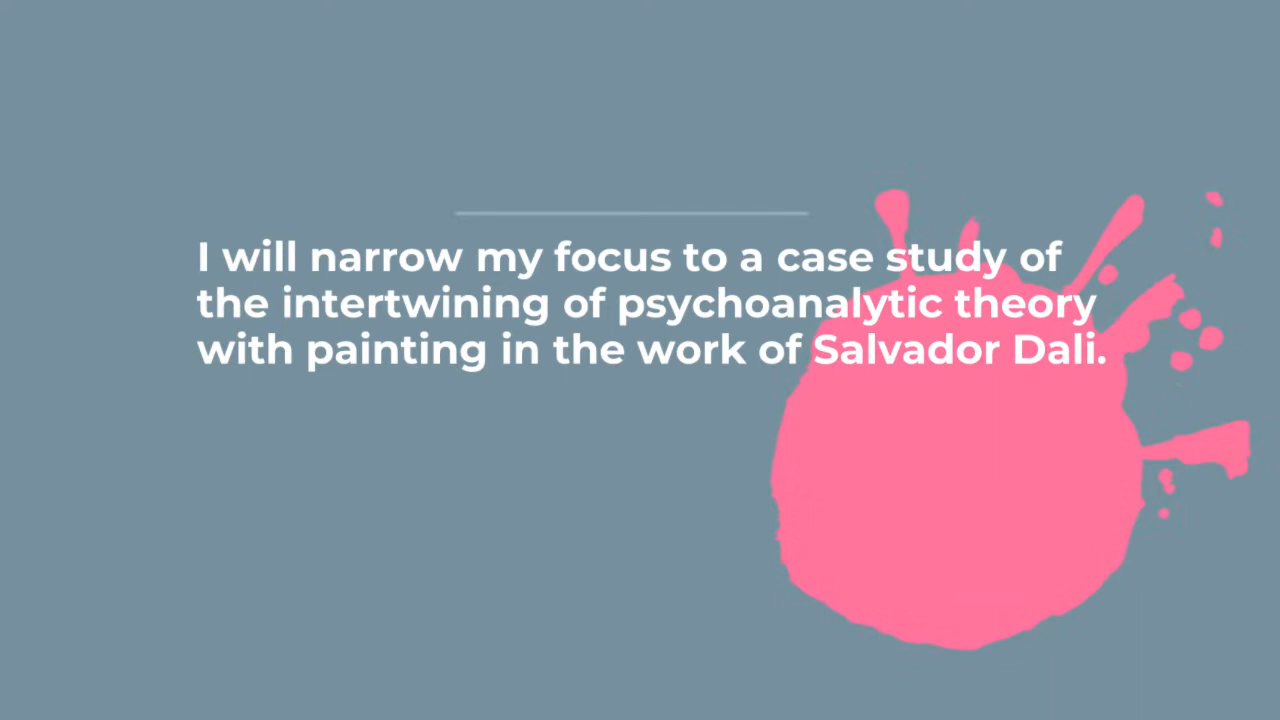 I will narrow my focus to a case study of
the intertwining of psychoanalytic theory
with painting in the work of Salvador Dali.